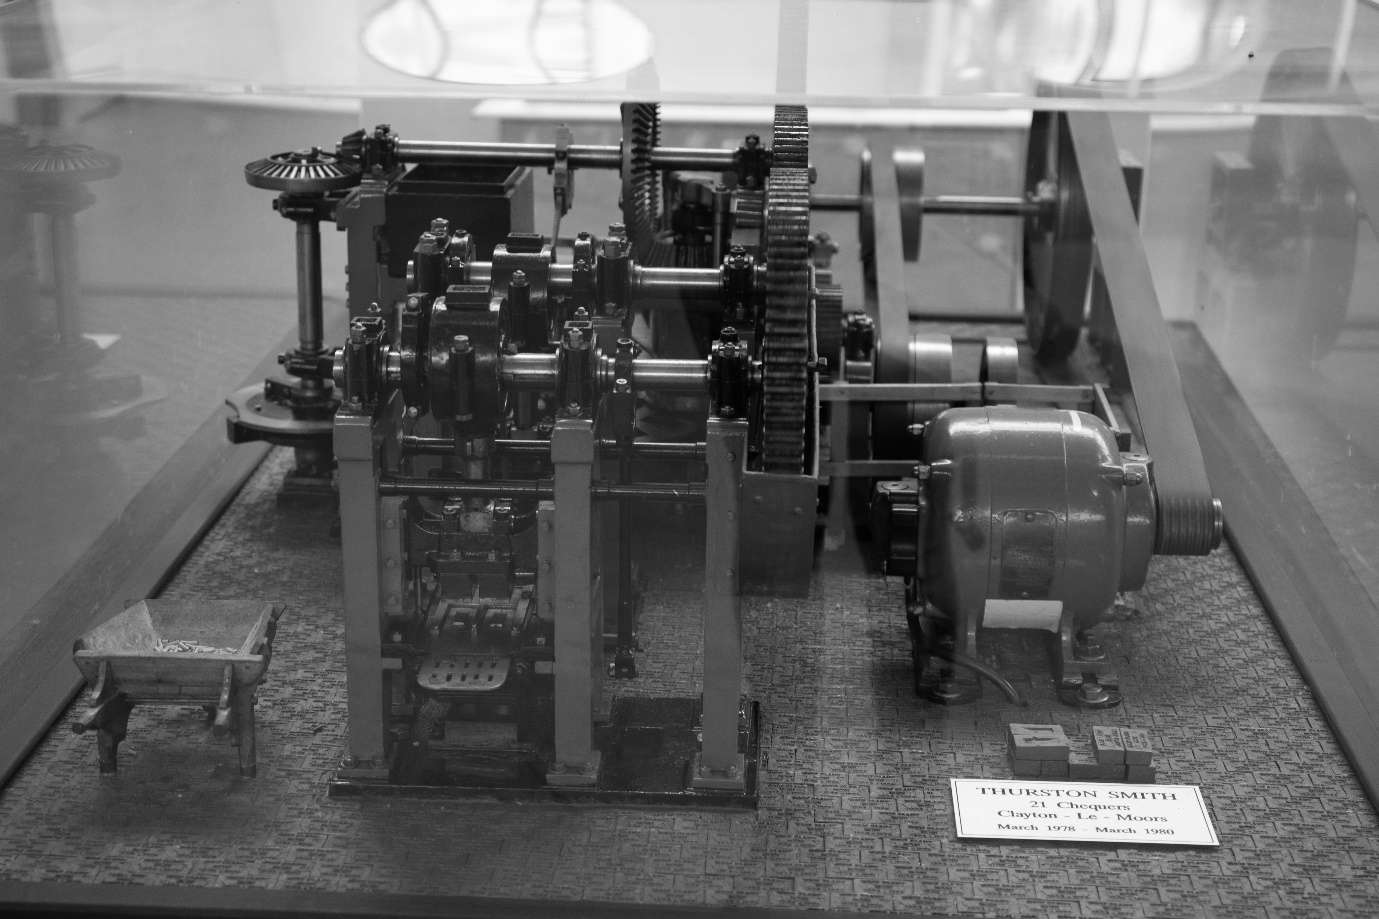 THURSTON SMITH
21 Chequers
Clayton - Le - Moors
March 1978 - March 1980